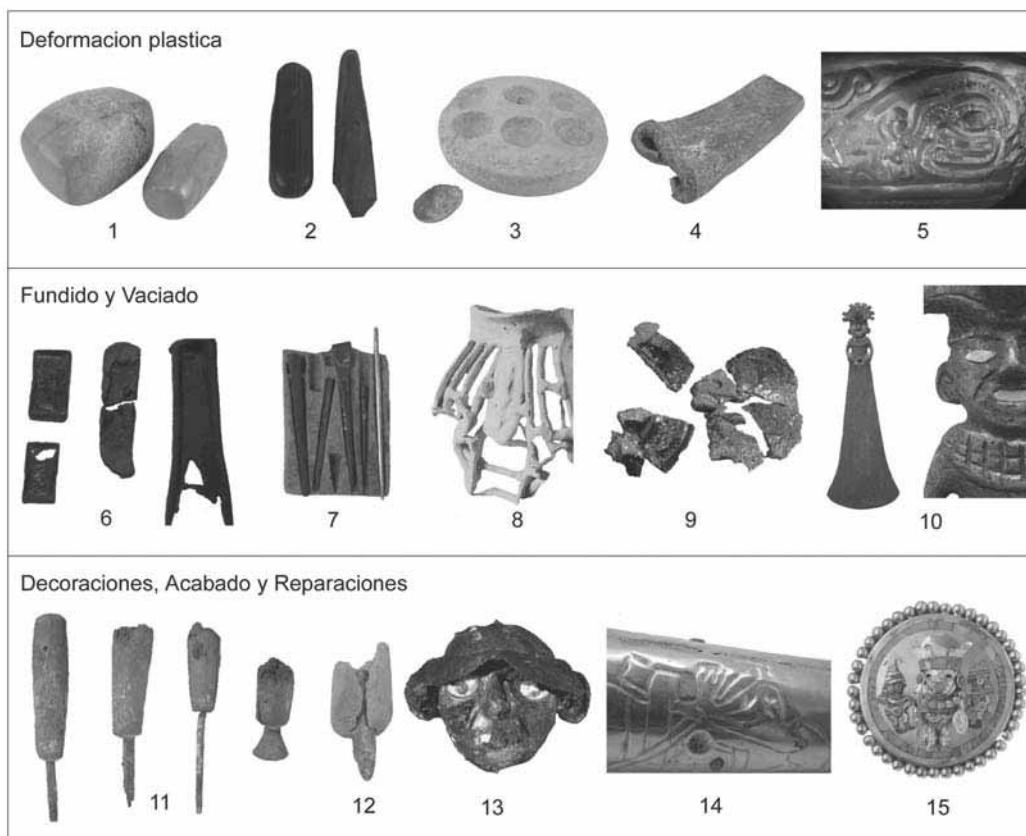 Deformacion plastica
1 2 3 4 5
Fundido y Vaciado
6 7 8 9 10
Decoraciones, Acabado y Reparaciones
11 12 13 14 15